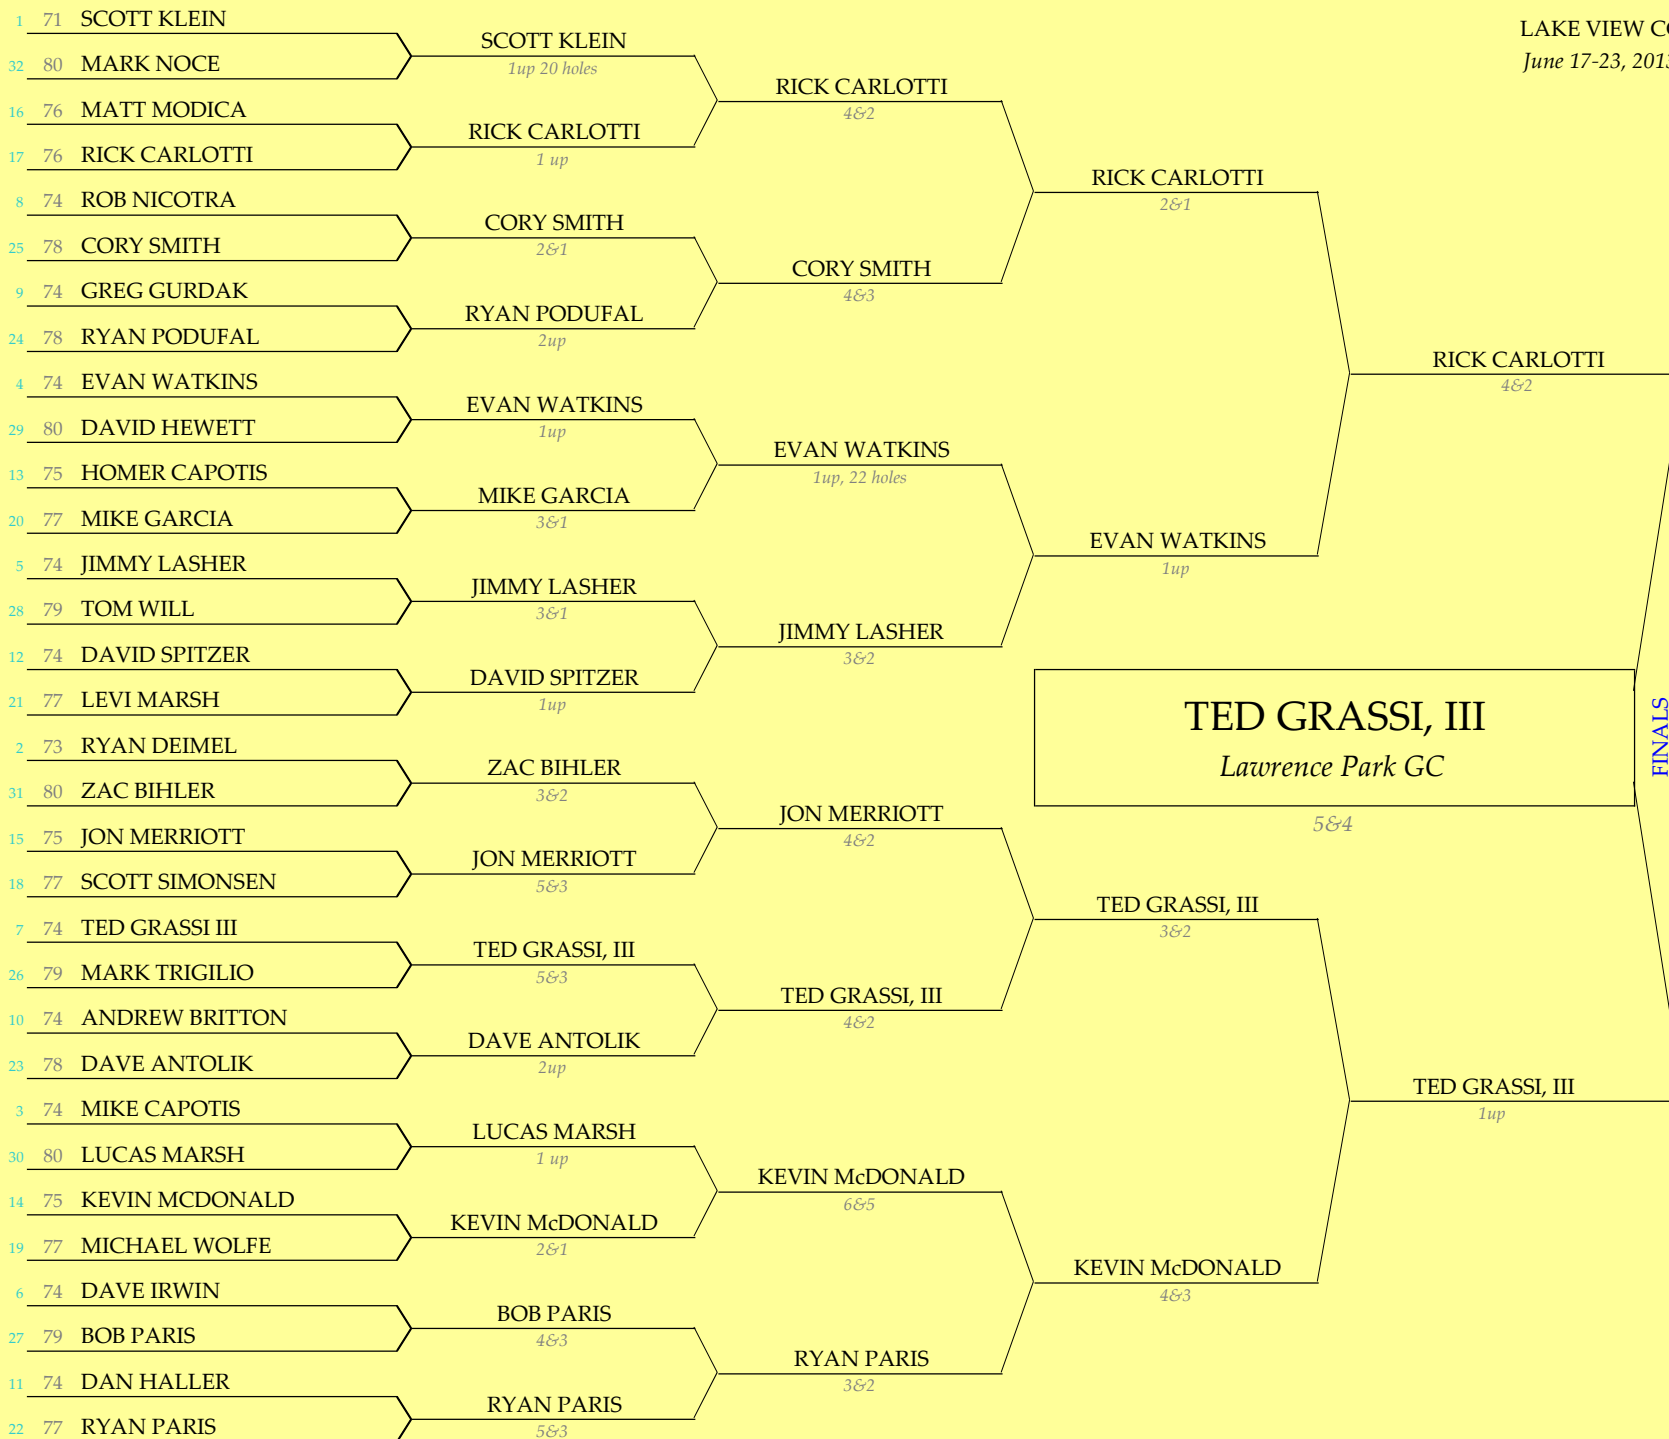 1 71 SCOTT KLEIN
32 80 MARK NOCE
16 76 MATT MODICA
17 76 RICK CARLOTTI
8 74 ROB NICOTRA
25 78 CORY SMITH
9 74 GREG GURDAK
24 78 RYAN PODUFAL
4 74 EVAN WATKINS
29 80 DAVID HEWETT
13 75 HOMER CAPOTIS
20 77 MIKE GARCIA
5 74 JIMMY LASHER
28 79 TOM WILL
12 74 DAVID SPITZER
21 77 LEVI MARSH
2 73 RYAN DEIMEL
31 80 ZAC BIHLER
15 75 JON MERRIOTT
18 77 SCOTT SIMONSEN
7 74 TED GRASSI III
26 79 MARK TRIGILIO
10 74 ANDREW BRITTON
23 78 DAVE ANTOLIK
3 74 MIKE CAPOTIS
30 80 LUCAS MARSH
14 75 KEVIN MCDONALD
19 77 MICHAEL WOLFE
6 74 DAVE IRWIN
27 79 BOB PARIS
11 74 DAN HALLER
22 77 RYAN PARIS
SCOTT KLEIN
1up 20 holes
RICK CARLOTTI
1 up
CORY SMITH
2&1
RYAN PODUFAL
2up
EVAN WATKINS
1up
MIKE GARCIA
3&1
JIMMY LASHER
3&1
DAVID SPITZER
1up
ZAC BIHLER
3&2
JON MERRIOTT
5&3
TED GRASSI, III
5&3
DAVE ANTOLIK
2up
LUCAS MARSH
1 up
KEVIN McDONALD
2&1
BOB PARIS
4&3
RYAN PARIS
5&3
RICK CARLOTTI
4&2
CORY SMITH
4&3
EVAN WATKINS
1up, 22 holes
JIMMY LASHER
3&2
JON MERRIOTT
4&2
TED GRASSI, III
4&2
KEVIN McDONALD
6&5
RYAN PARIS
3&2
RICK CARLOTTI
2&1
EVAN WATKINS
1up
TED GRASSI, III
Lawrence Park GC
5&4
TED GRASSI, III
3&2
KEVIN McDONALD
4&3
LAKE VIEW CO
June 17-23, 2013
RICK CARLOTTI
4&2
FINALS
TED GRASSI, III
1up